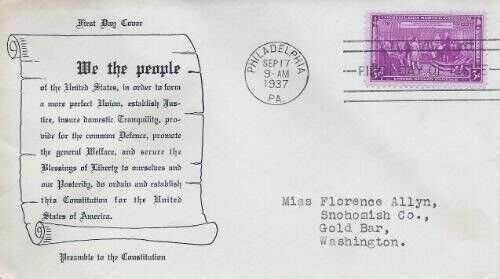 First Day Cover
We the people
of the United States, in order to form
a more perfect Union, establish Jus-
tice, insure domestic Tranquility, pro-
vide for the common Defence, promote
the general Welfare, and secure the
Blessings of Liberty to ourselves and
our Posterity, do ordain and establish
this Constitution for the United
States of America.
Preamble to the Constitution
PHILADELPHIA
SEP 17
9-AM
1937
PA.
3¢
Miss Florence Allyn,
Snohomish Co.,
Gold Bar,
Washington.